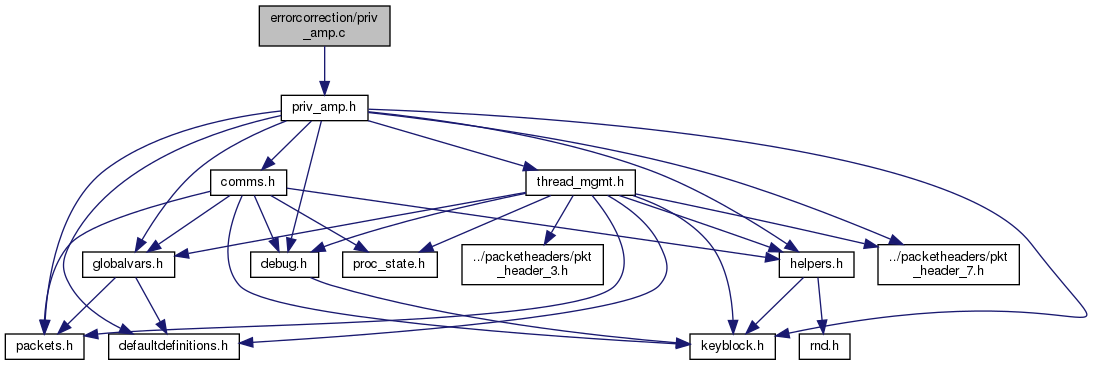 errorcorrection/priv
_amp.c
priv_amp.h
comms.h
thread_mgmt.h
globalvars.h
debug.h
proc_state.h
../packetheaders/pkt
_header_3.h
helpers.h
../packetheaders/pkt
_header_7.h
packets.h
defaultdefinitions.h
keyblock.h
rnd.h